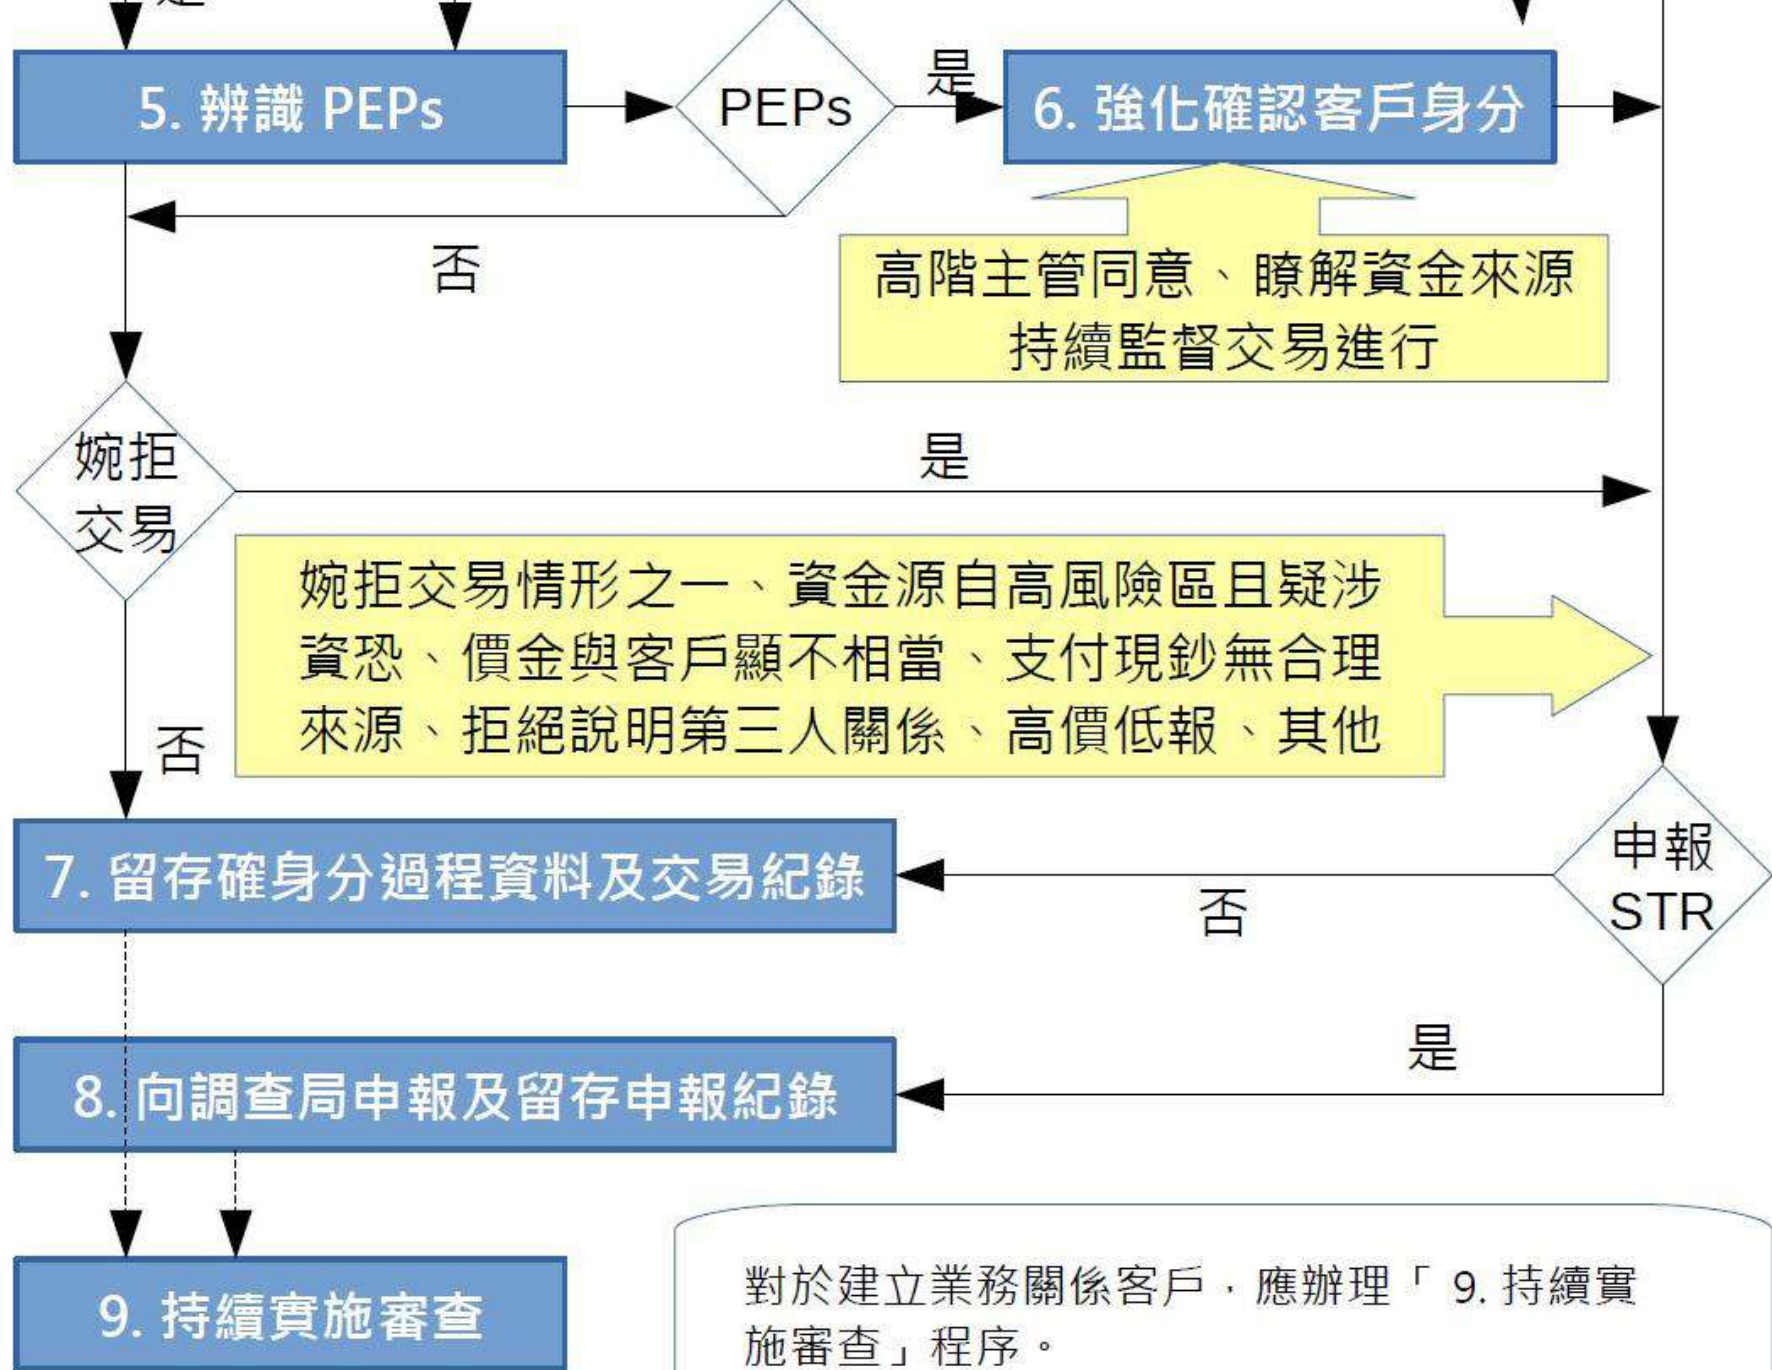 是
5. 辨識 PEPs
PEPs
是
6. 強化確認客戶身分
否
高階主管同意、瞭解資金來源
持續監督交易進行
婉拒
交易
是
婉拒交易情形之一、資金源自高風險區且疑涉
資恐、價金與客戶顯不相當、支付現鈔無合理
來源、拒絕說明第三人關係、高價低報、其他
否
7. 留存確身分過程資料及交易紀錄
否
申報
STR
是
8. 向調查局申報及留存申報紀錄
9. 持續實施審查
對於建立業務關係客戶，應辦理「 9. 持續實
施審查」程序。